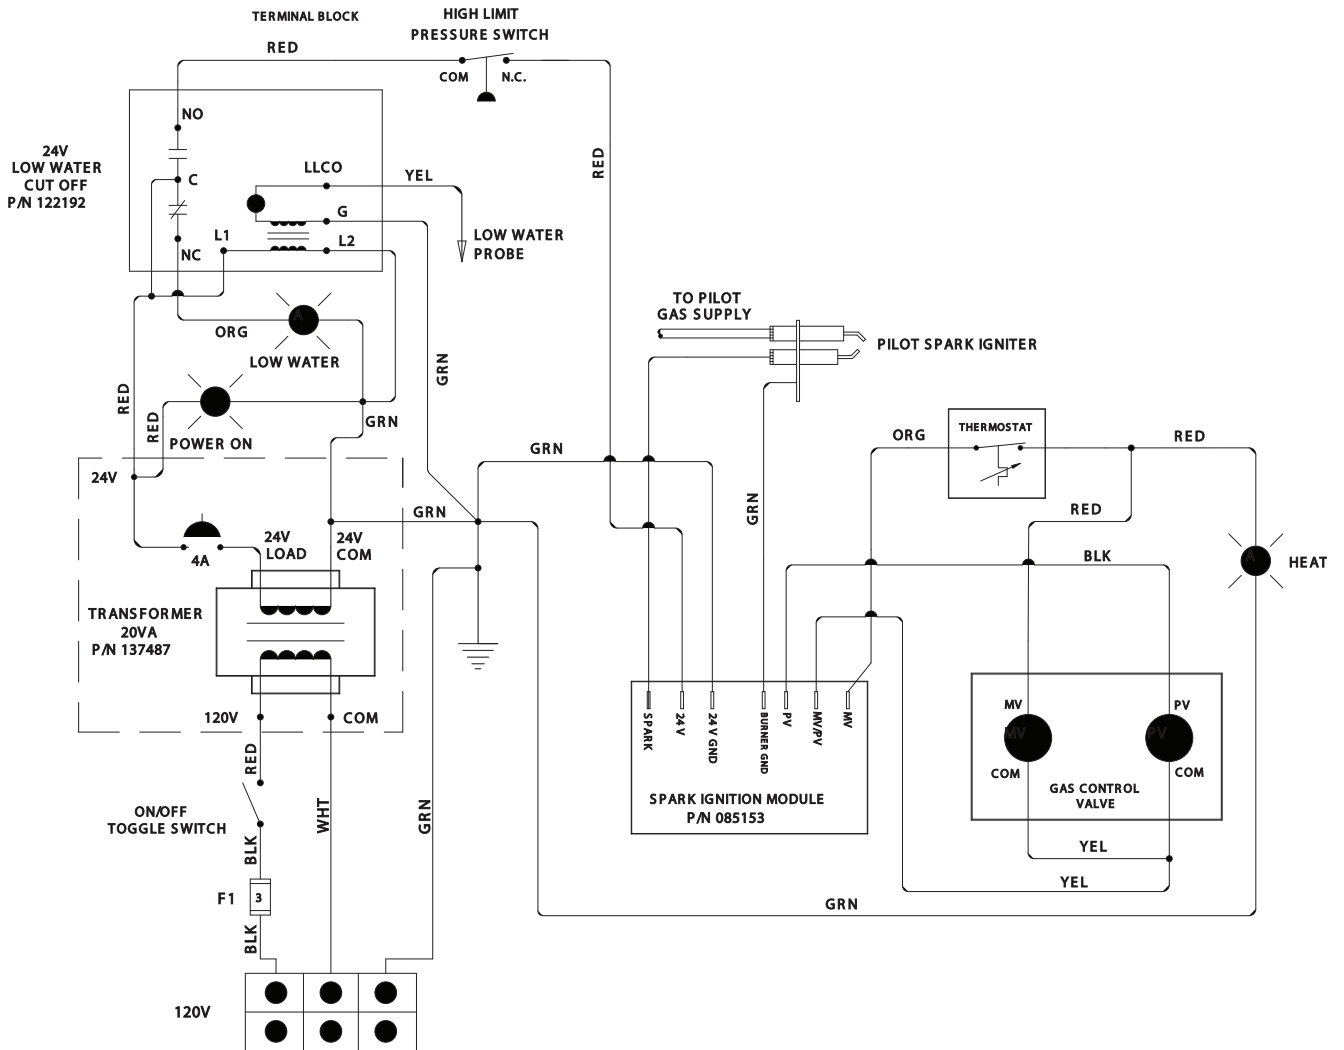 TERMINAL BLOCK
HIGH LIMIT
PRESSURE SWITCH
RED
COM
N.C.
NO
24V
LOW WATER
CUT OFF
P/N 122192
C
LLCO
YEL
RED
G
L1
L2
NC
LOW WATER
PROBE
ORG
A
LOW WATER
TO PILOT
GAS SUPPLY
PILOT SPARK IGNITER
GRN
RED
RED
POWER ON
GRN
THERMOSTAT
ORG
RED
GRN
24V
GRN
GRN
RED
4A
24V
LOAD
24V
COM
BLK
A
HEAT
TRANSFORMER
20VA
P/N 137487
120V
COM
SPARK
24 V
24 V GND
BURNER GND
PV
MV/PV
MV
MV
PV
MV
PV
COM
COM
GAS CONTROL
VALVE
SPARK IGNITION MODULE
P/N 085153
RED
ON/OFF
TOGGLE SWITCH
WHT
GRN
BLK
YEL
YEL
F1
3
GRN
BLK
120V